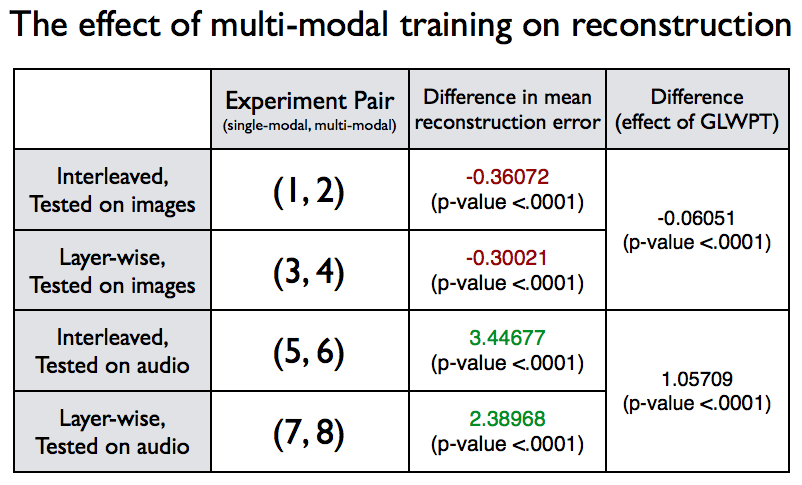 The effect of multi-modal training on reconstruction
Experiment Pair
(single-modal, multi-modal)
Difference in mean
reconstruction error
Difference
(effect of GLWPT)
Interleaved,
Tested on images
(1, 2)
-0.36072
(p-value <.0001)
-0.06051
(p-value <.0001)
Layer-wise,
Tested on images
(3, 4)
-0.30021
(p-value <.0001)
Interleaved,
Tested on audio
(5, 6)
3.44677
(p-value <.0001)
1.05709
(p-value <.0001)
Layer-wise,
Tested on audio
(7, 8)
2.38968
(p-value <.0001)